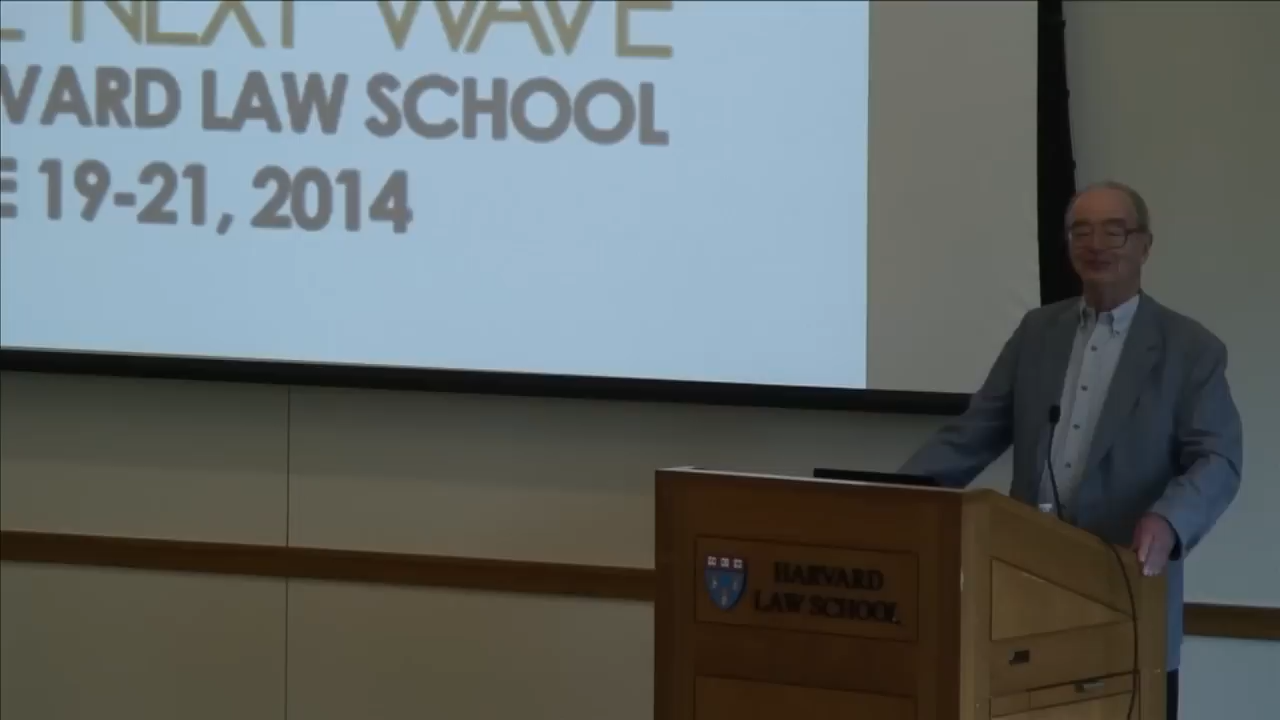 NEXT WAVE
VARD LAW SCHOOL
E 19-21, 2014
HARVARD
LAW SCHOOL